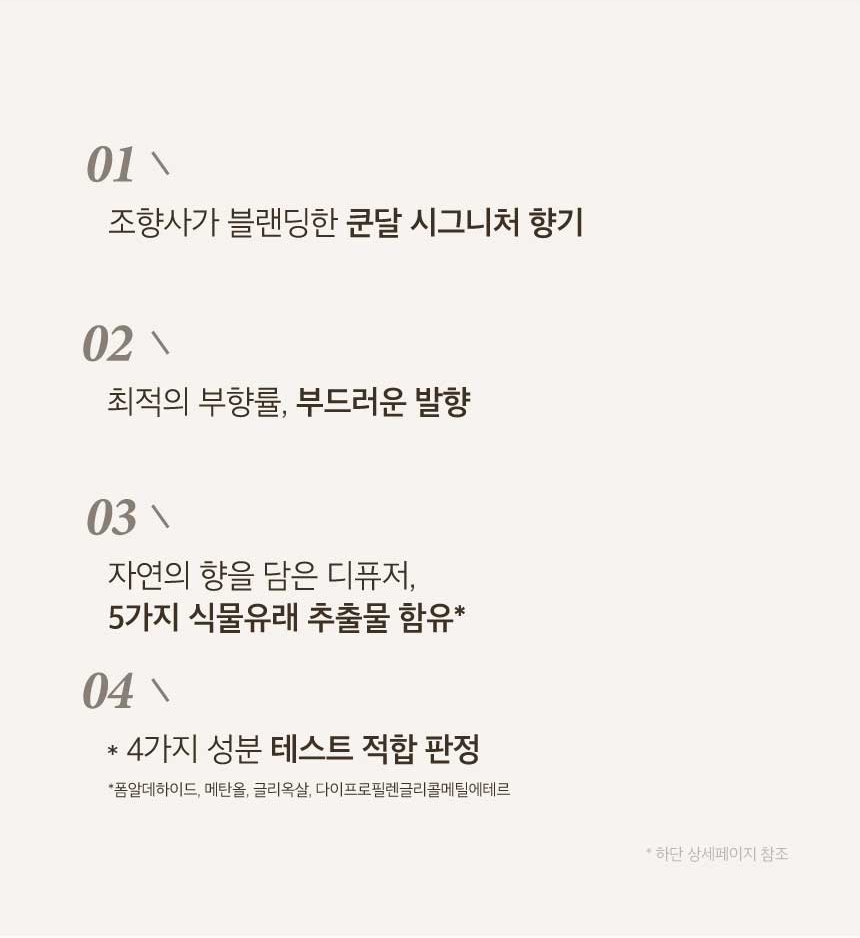 01 \
조향사가 블랜딩한 쿤달 시그니처 향기
02 \
최적의 부향률, 부드러운 발향
03 \
자연의 향을 담은 디퓨저,
5가지 식물유래 추출물 함유*
04 \
* 4가지 성분 테스트 적합 판정
*폼알데하이드, 메탄올, 글리옥살, 다이프로필렌글리콜메틸에테르
* 하단 상세페이지 참조